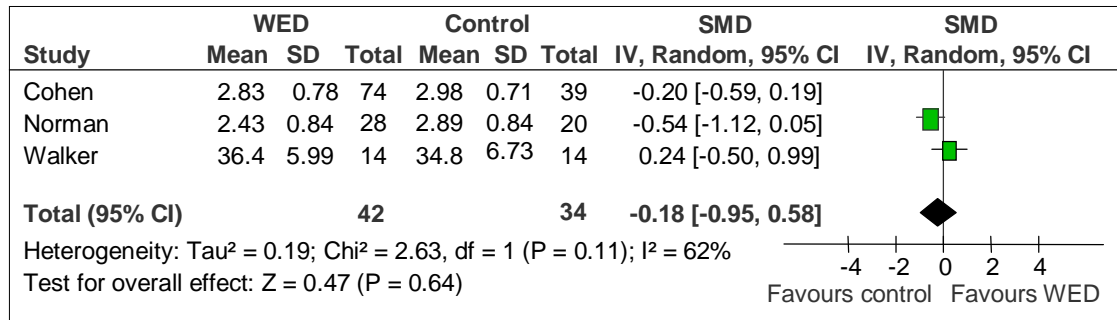 WED Control SMD SMD
Study Mean SD Total Mean SD Total IV, Random, 95% CI IV, Random, 95% CI
Cohen 2.83 0.78 74 2.98 0.71 39 -0.20 [-0.59, 0.19]
Norman 2.43 0.84 28 2.89 0.84 20 -0.54 [-1.12, 0.05]
Walker 36.4 5.99 14 34.8 6.73 14 0.24 [-0.50, 0.99]
Total (95% CI) 42 34 -0.18 [-0.95, 0.58]
Heterogeneity: Tau² = 0.19; Chi² = 2.63, df = 1 (P = 0.11); I² = 62%
Test for overall effect: Z = 0.47 (P = 0.64)
-4 -2 0 2 4
Favours control Favours WED